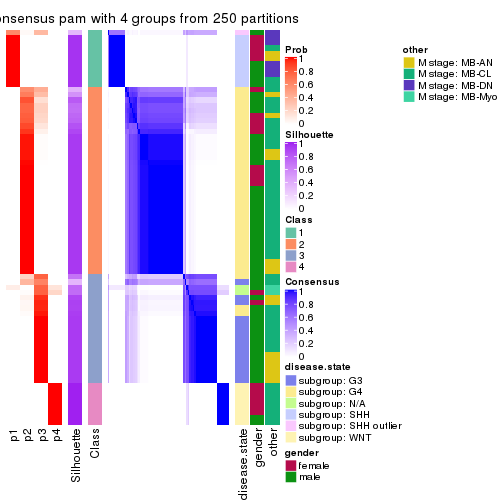 onsensus pam with 4 groups from 250 partitions
Prob
1
0.8
0.6
0.4
0.2
0
Silhouette
1
0.8
0.6
0.4
0.2
0
Class
1
2
3
4
Consensus
1
0.8
0.6
0.4
0.2
0
disease.state
subgroup: G3
subgroup: G4
subgroup: N/A
subgroup: SHH
subgroup: SHH outlier
subgroup: WNT
gender
female
male
other
M stage: MB-AN
M stage: MB-CL
M stage: MB-DN
M stage: MB-Myo
p1
p2
p3
p4
Silhouette
Class
disease.state
gender
other